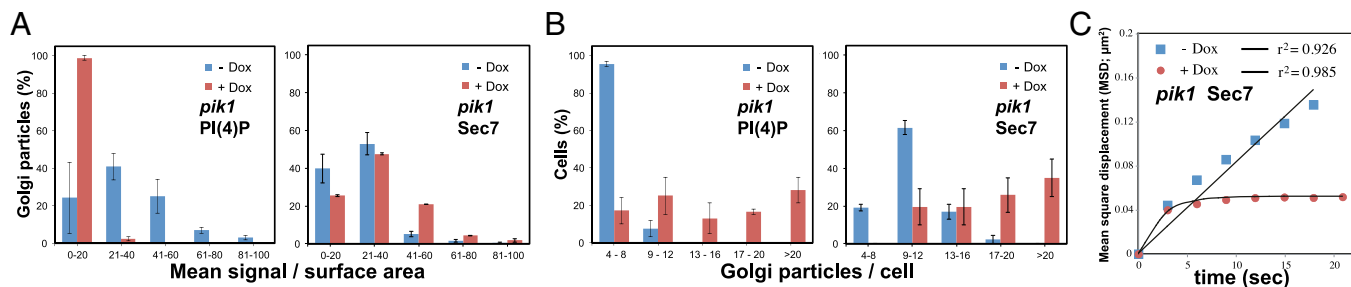 A
Golgi particles (%)
100
80
60
40
20
0
- Dox
+ Dox
pik1
PI(4)P
0-20 21-40 41-60 61-80 81-100
100
80
60
40
20
0
- Dox
+ Dox
pik1
Sec7
0-20 21-40 41-60 61-80 81-100
Mean signal / surface area
B
Cells (%)
100
80
60
40
20
0
- Dox
+ Dox
pik1
PI(4)P
4 - 8 9 - 12 13 - 16 17 - 20 >20
100
80
60
40
20
0
- Dox
+ Dox
pik1
Sec7
4-8 9-12 13-16 17-20 >20
Golgi particles / cell
C
Mean square displacement (MSD; µm²)
0.2
0.16
0.12
0.08
0.04
0
- Dox r²= 0.926
+ Dox r²= 0.985
pik1 Sec7
0 5 10 15 20
time (sec)